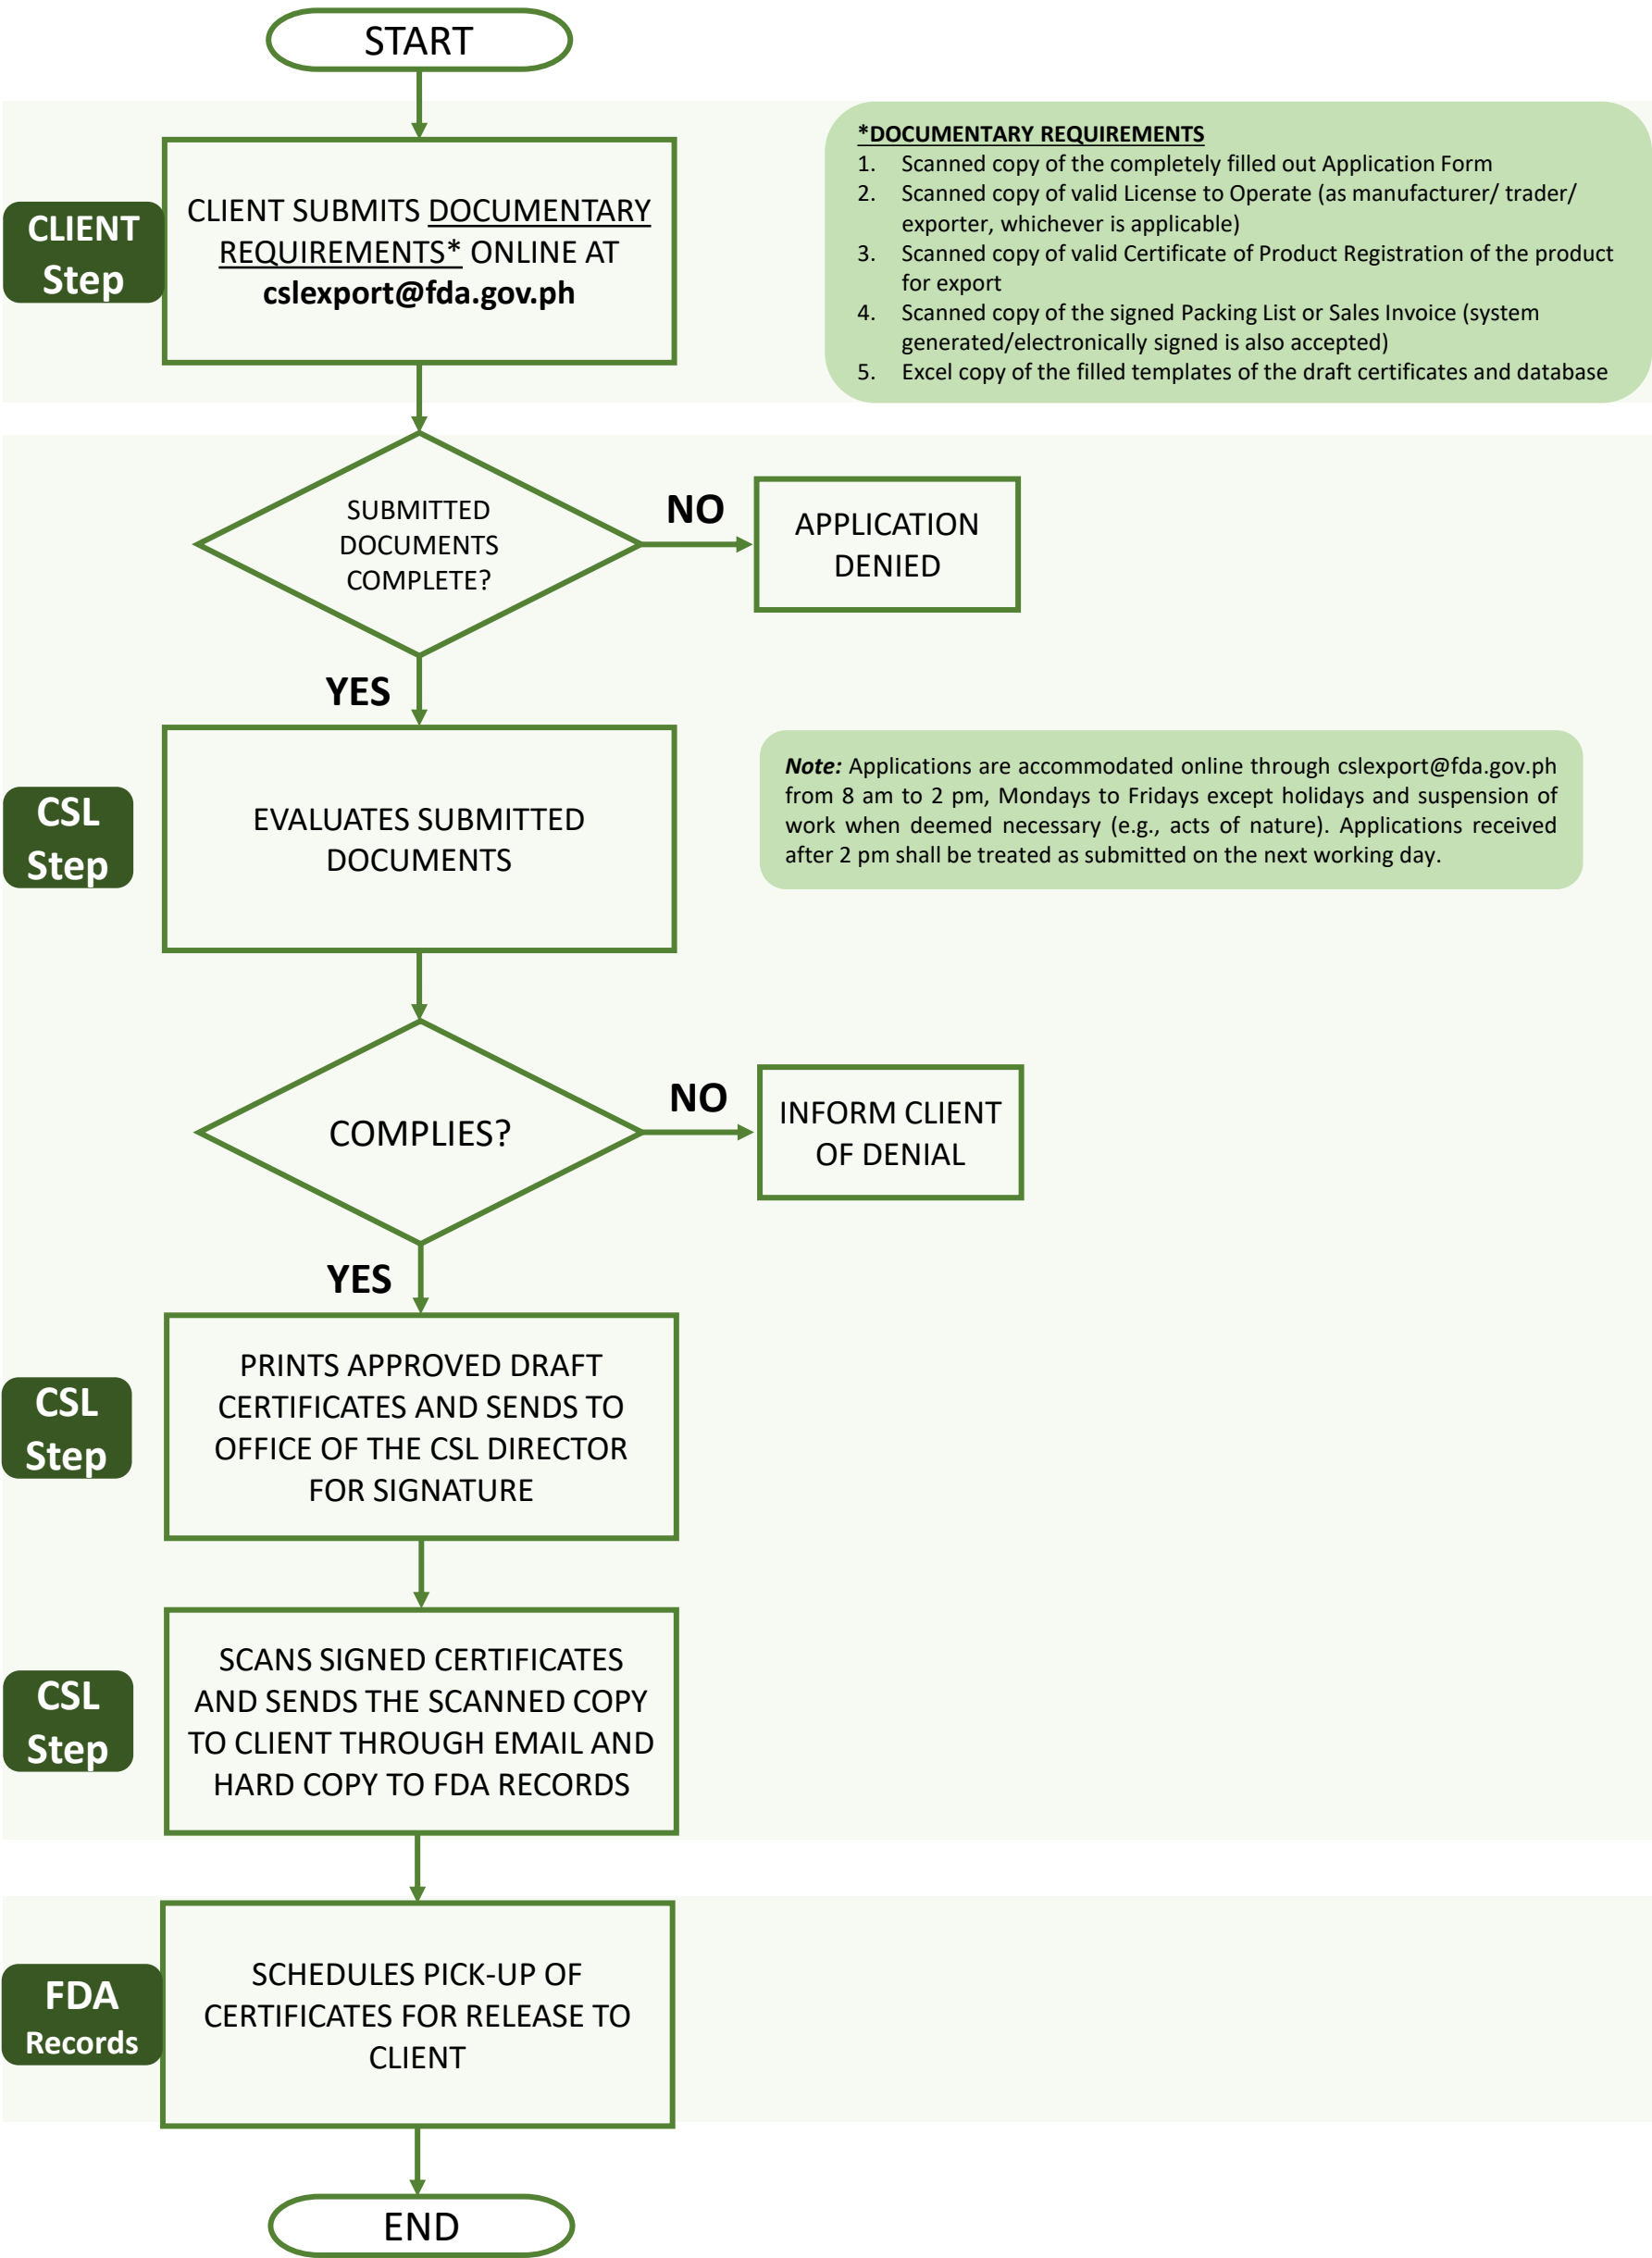 START
CLIENT
Step
CLIENT SUBMITS DOCUMENTARY
REQUIREMENTS* ONLINE AT
cslexport@fda.gov.ph
*DOCUMENTARY REQUIREMENTS
1. Scanned copy of the completely filled out Application Form
2. Scanned copy of valid License to Operate (as manufacturer/ trader/
exporter, whichever is applicable)
3. Scanned copy of valid Certificate of Product Registration of the product
for export
4. Scanned copy of the signed Packing List or Sales Invoice (system
generated/electronically signed is also accepted)
5. Excel copy of the filled templates of the draft certificates and database
SUBMITTED
DOCUMENTS
COMPLETE?
NO
APPLICATION
DENIED
YES
CSL
Step
EVALUATES SUBMITTED
DOCUMENTS
Note: Applications are accommodated online through cslexport@fda.gov.ph
from 8 am to 2 pm, Mondays to Fridays except holidays and suspension of
work when deemed necessary (e.g., acts of nature). Applications received
after 2 pm shall be treated as submitted on the next working day.
COMPLIES?
NO
INFORM CLIENT
OF DENIAL
YES
CSL
Step
PRINTS APPROVED DRAFT
CERTIFICATES AND SENDS TO
OFFICE OF THE CSL DIRECTOR
FOR SIGNATURE
CSL
Step
SCANS SIGNED CERTIFICATES
AND SENDS THE SCANNED COPY
TO CLIENT THROUGH EMAIL AND
HARD COPY TO FDA RECORDS
FDA
Records
SCHEDULES PICK-UP OF
CERTIFICATES FOR RELEASE TO
CLIENT
END